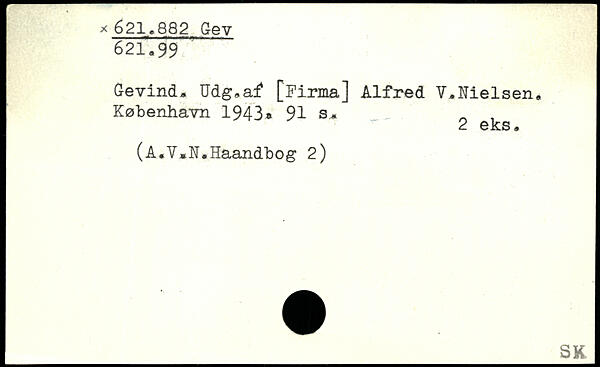 × 621.882 Gev
621.99
Gevind. Udg.af [Firma] Alfred V.Nielsen.
København 1943. 91 s.
2 eks.
(A.V.N.Haandbog 2)
SK